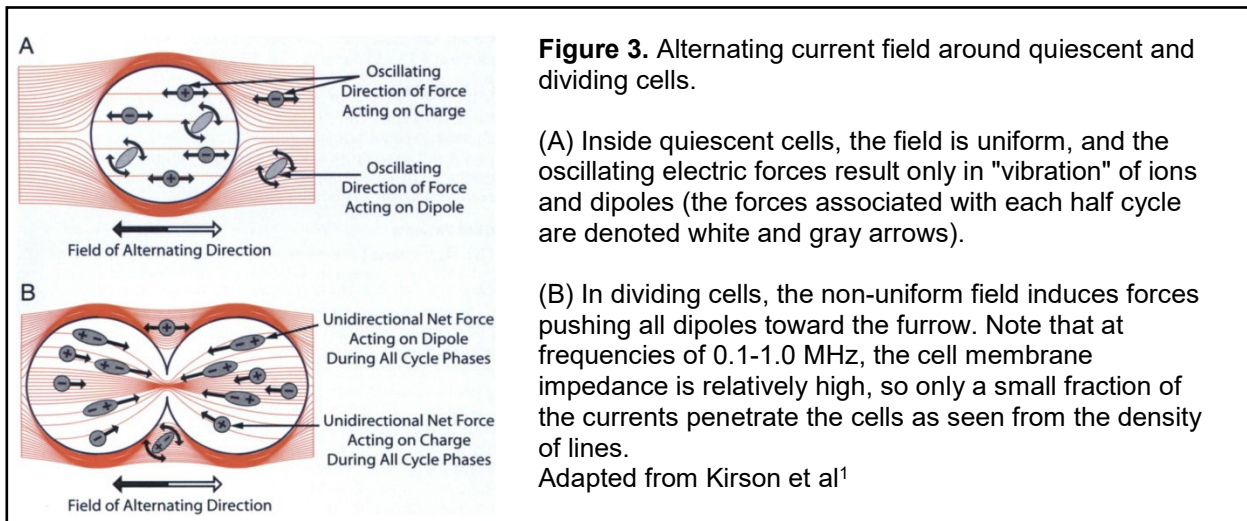 A
Oscillating
Direction of Force
Acting on Charge
Oscillating
Direction of Force
Acting on Dipole
Field of Alternating Direction
B
Unidirectional Net Force
Acting on Dipole
During All Cycle Phases
Unidirectional Net Force
Acting on Charge
During All Cycle Phases
Field of Alternating Direction
Figure 3. Alternating current field around quiescent and
dividing cells.
(A) Inside quiescent cells, the field is uniform, and the
oscillating electric forces result only in "vibration" of ions
and dipoles (the forces associated with each half cycle
are denoted white and gray arrows).
(B) In dividing cells, the non-uniform field induces forces
pushing all dipoles toward the furrow. Note that at
frequencies of 0.1-1.0 MHz, the cell membrane
impedance is relatively high, so only a small fraction of
the currents penetrate the cells as seen from the density
of lines.
Adapted from Kirson et al¹